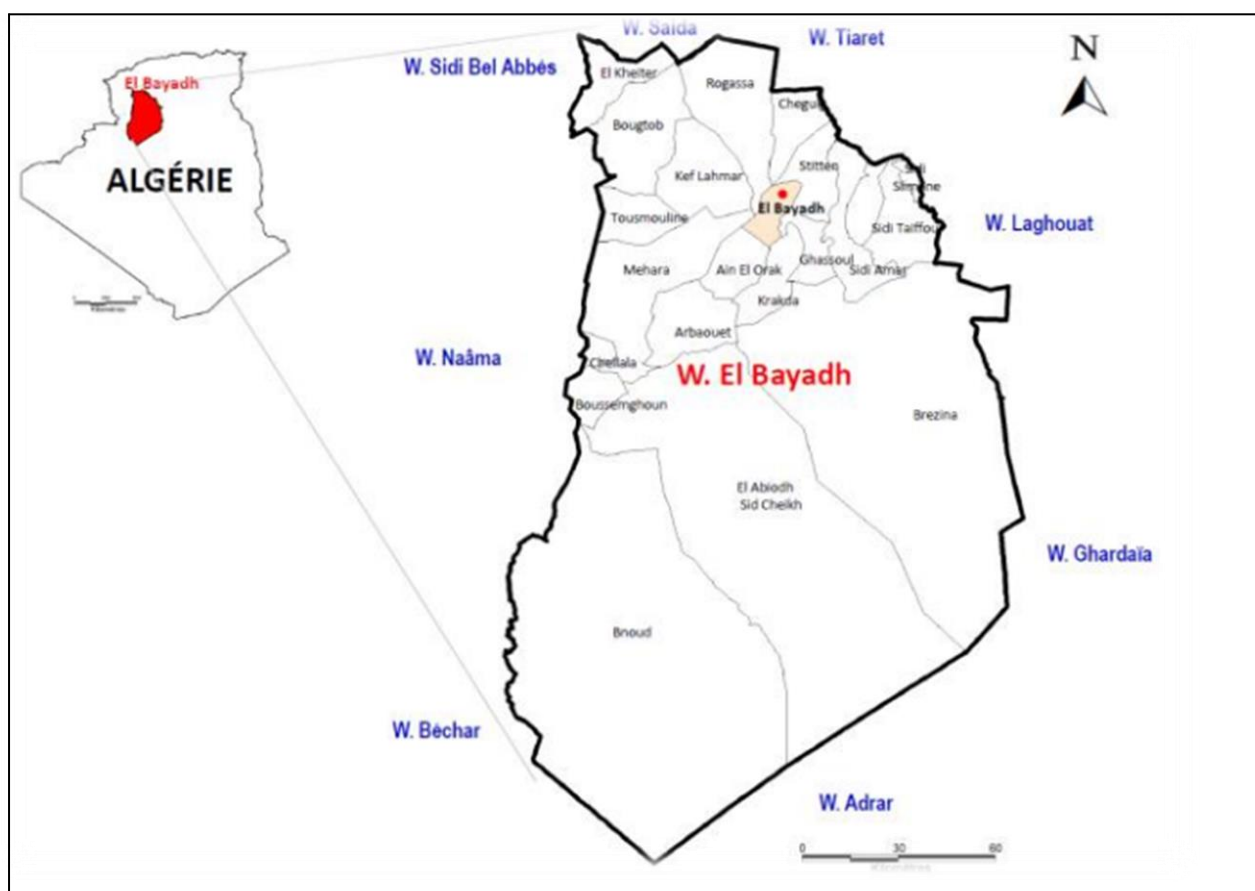 W. Saida
W. Tiaret
N
W. Sidi Bel Abbés
El Bayadh
ALGÉRIE
El Kheiter
Rogassa
Bougtob
Stitten
Kef Lahmar
Slimane
El Bayadh
Tousmouline
Sidi Taiffou
W. Laghouat
Mehara
Ain El Orak
Ghassoul
Sidi Amar
Krakda
Arbaouet
W. Naâma
Chellala
W. El Bayadh
Boussemghoun
Brezina
El Abiodh
Sid Cheikh
W. Ghardaïa
Bnoud
W. Béchar
W. Adrar
0 30 60
Kilomètres